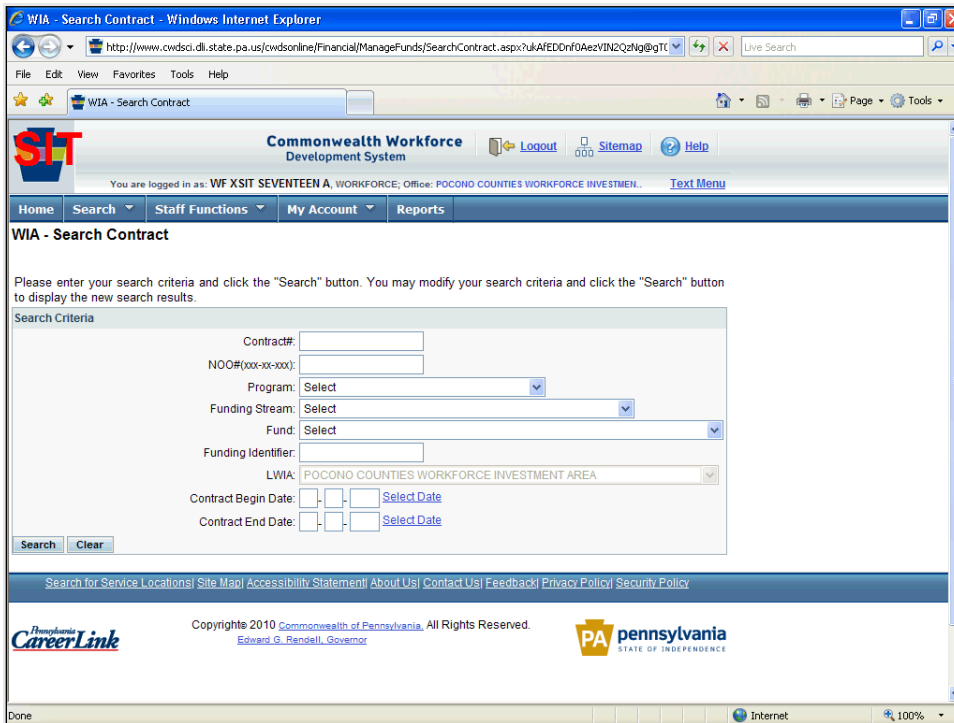 WIA - Search Contract - Windows Internet Explorer
http://www.cwdsci.dli.state.pa.us/cwdsonline/Financial/ManageFunds/SearchContract.aspx?ukAfEDDnf0AezVIN2QzNg@gT( Live Search
File Edit View Favorites Tools Help
WIA - Search Contract Page Tools
SIT
Commonwealth Workforce
Development System
Logout Sitemap Help
You are logged in as: WF XSIT SEVENTEEN A, WORKFORCE; Office: POCONO COUNTIES WORKFORCE INVESTMEN.. Text Menu
Home Search Staff Functions My Account Reports
WIA - Search Contract
Please enter your search criteria and click the "Search" button. You may modify your search criteria and click the "Search" button
to display the new search results.
Search Criteria
Contract#:
NOO#(xxx-xx-xxx):
Program: Select
Funding Stream: Select
Fund: Select
Funding Identifier:
LWIA: POCONO COUNTIES WORKFORCE INVESTMENT AREA
Contract Begin Date: - - Select Date
Contract End Date: - - Select Date
Search Clear
Search for Service Locations| Site Map| Accessibility Statement| About Us| Contact Us| Feedback| Privacy Policy| Security Policy
Pennsylvania
CareerLink
Copyright© 2010 Commonwealth of Pennsylvania. All Rights Reserved.
Edward G. Rendell, Governor
PA pennsylvania
STATE OF INDEPENDENCE
Done Internet 100%